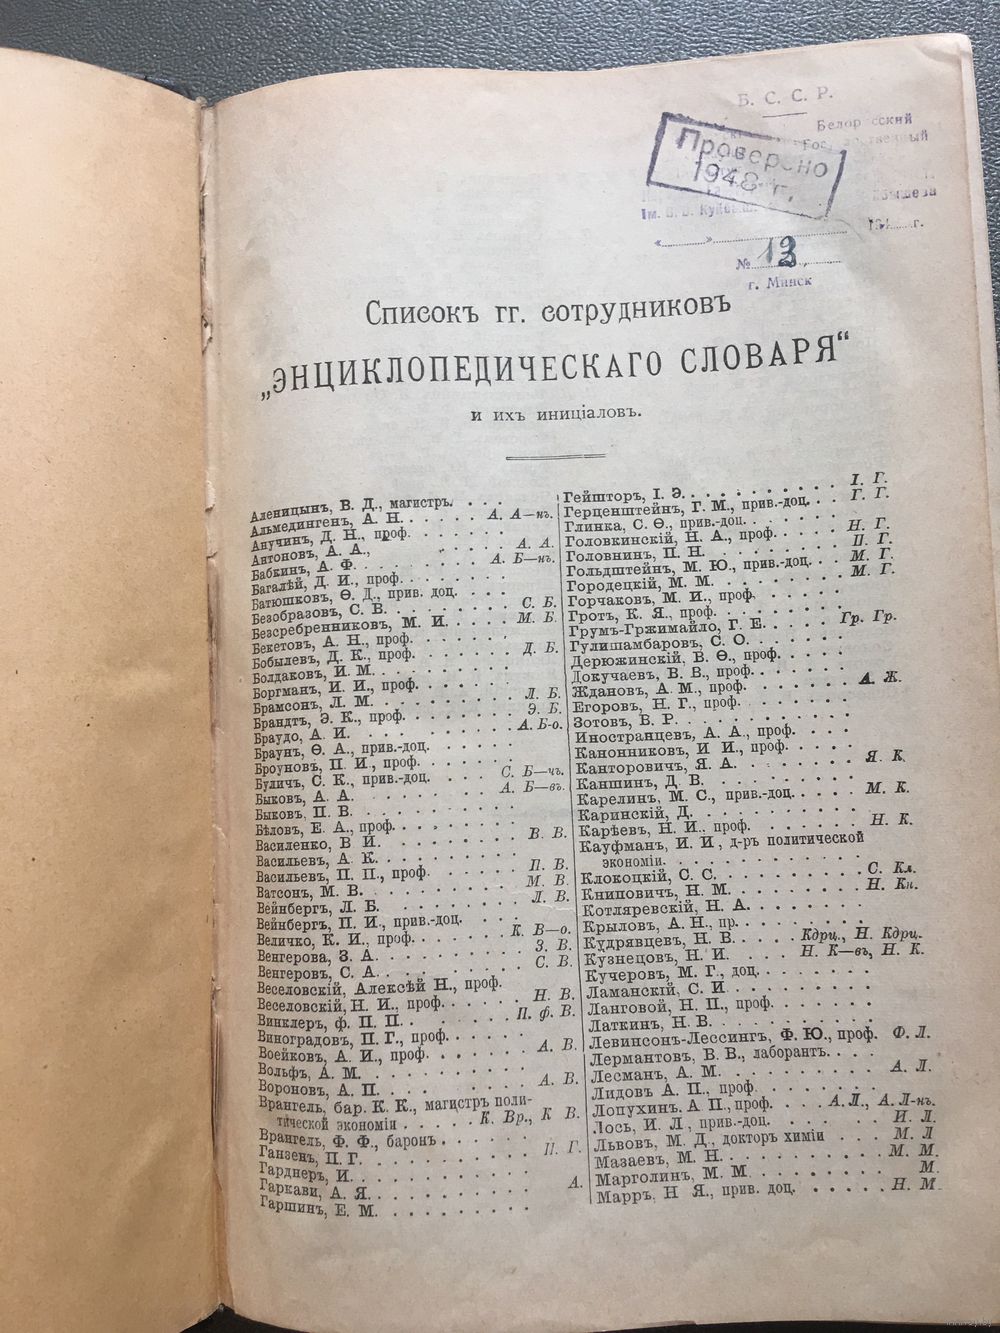 Б. С. С. Р.
Белорусский
Государственный
Проверено
1948 г.
Им. В. В. Куйбышева
«............»........................ 194.....г.
№ 13
г. Минск
Списокъ гг. сотрудниковъ
„ЭНЦИКЛОПЕДИЧЕСКАГО СЛОВАРЯ“
и ихъ инициаловъ.
Аленицынъ, В. Д., магистръ. . . .
Альмедингенъ, А. Н. . . . . . А. А—нъ.
Анучинъ, Д. Н., проф. . . . . . .
Антоновъ, А. А., А. А.
Бабкинъ, А. Ф. . . . . . . . А. Б—нъ.
Багалѣй, Д. И., проф. . . . . . .
Батюшковъ, Ѳ. Д., прив. доц. . . . .
Безобразовъ, С. В. . . . . . . . С. Б.
Безсребренниковъ, М. И. . . . . М. Б.
Бекетовъ, А. Н., проф. . . . . . .
Бобылевъ, Д. К., проф. . . . . . Д. Б.
Болдаковъ, И. М. . . . . . . . .
Боргманъ, И. И., проф. . . . . . .
Брамсонъ, Л. М. . . . . . . . . Л. Б.
Брандтъ, Э. К., проф. . . . . . . Э. Б.
Браудо, А. И. . . . . . . . . А. Б-о.
Браунъ, Ѳ. А., прив.-доц. . . . . .
Броуновъ, П. И., проф. . . . . . .
Буличъ, С. К., прив.-доц. . . . С. Б—чъ.
Быковъ, А. А. . . . . . . . А. Б—въ.
Быковъ, П. В. . . . . . . . . .
Бѣловъ, Е. А., проф. . . . . . . .
Василенко, В. И. . . . . . . . В. В.
Васильевъ, А. К. . . . . . . . .
Васильевъ, П. П., проф. . . . . . П. В.
Ватсонъ, М. В. . . . . . . . . М. В.
Вейнбергъ, Л. Б. . . . . . . . Л. В.
Вейнбергъ, П. И., прив.-доц. . . . .
Величко, К. И., проф. . . . . К. В—о.
Венгерова, З. А. . . . . . . . З. В.
Венгеровъ, С. А. . . . . . . . С. В.
Веселовскій, Алексѣй Н., проф.
Веселовскій, Н. И., проф. . . . . Н. В.
Винклеръ, ф. П. П. . . . . . П. ф. В.
Виноградовъ, П. Г., проф. . . . . .
Воейковъ, А. И., проф. . . . . . А. В.
Вольфъ, А. М. . . . . . . . . .
Вороновъ, А. П. . . . . . . . . А. В.
Врангель, бар. К. К., магистръ поли-
тической экономіи . . . . . К. Вр., К В.
Врангель, Ф. Ф., баронъ . . . . .
Ганзенъ, П. Г. . . . . . . . . П. Г.
Гарднеръ, И. . . . . . . . . .
Гаркави, А. Я. . . . . . . . . А.
Гаршинъ, Е. М. . . . . . . . .
Гейшторъ, І. Э. . . . . . . . . І. Г.
Герценштейнъ, Г. М., прив.-доц. . . Г. Г.
Глинка, С. Ѳ., прив.-доц. . . . . .
Головкинскій, Н. А., проф. . . . . Н. Г.
Головнинъ, П. Н. . . . . . . . П. Г.
Гольдштейнъ, М. Ю., прив.-доц. . . М. Г.
Городецкій, М. М. . . . . . . . М. Г.
Горчаковъ, М. И., проф. . . . . .
Гротъ, К. Я., проф. . . . . . . .
Грумъ-Гржимайло, Г. Е. . . . . Гр. Гр.
Гулишамбаровъ, С. О. . . . . . .
Дерюжинскій, В. Ѳ., проф. . . . .
Докучаевъ, В. В., проф. . . . . . .
Ждановъ, А. М., проф. . . . . . А. Ж.
Егоровъ, Н. Г., проф. . . . . . .
Зотовъ, В. Р. . . . . . . . . .
Иностранцевъ, А. А., проф. . . . .
Канонниковъ, И. И., проф. . . . .
Канторовичъ, Я. А. . . . . . . . Я. К.
Каншинъ, Д. В. . . . . . . . .
Карелинъ, М. С., прив.-доц. . . . . М. К.
Каринскій, Д. . . . . . . . . .
Карѣевъ, Н. И.. проф. . . . . . Н. К.
Кауфманъ, И. И, д-ръ политической
экономіи. . . . . . . . . . .
Клокоцкій, С. С. . . . . . . . С. Кл.
Книповичъ, Н. М. . . . . . . . Н. Кн.
Котляревскій, Н. А. . . . . . . .
Крыловъ, А. Н., пр. . . . . . . .
Кудрявцевъ, Н. В. . . . . Кдрц., Н. Кдрц.
Кузнецовъ, Н. И. . . . . Н. К—въ, Н. К.
Кучеровъ, М. Г., доц. . . . . . .
Ламанскій, С. И. . . . . . . . .
Ланговой, Н. П., проф. . . . . . .
Латкинъ, Н. В. . . . . . . . . .
Левинсонъ-Лессингъ, Ф. Ю., проф. Ф. Л.
Лермантовъ, В. В., лаборантъ. . . .
Лесманъ, А. М. . . . . . . . . А. Л.
Лидовъ А. П., проф. . . . . . . .
Лопухинъ. А. П., проф. . . . А. Л., А. Л-нъ.
Лось, И. Л., прив.-доц. . . . . . И. Л.
Львовъ, М. Д., докторъ химіи . . . М. Л
Мазаевъ, М. Н. . . . . . . . . М. М.
Марголинъ, М. М. . . . . . . . М.
Марръ, Н Я., прив. доц. . . . . . Н. М